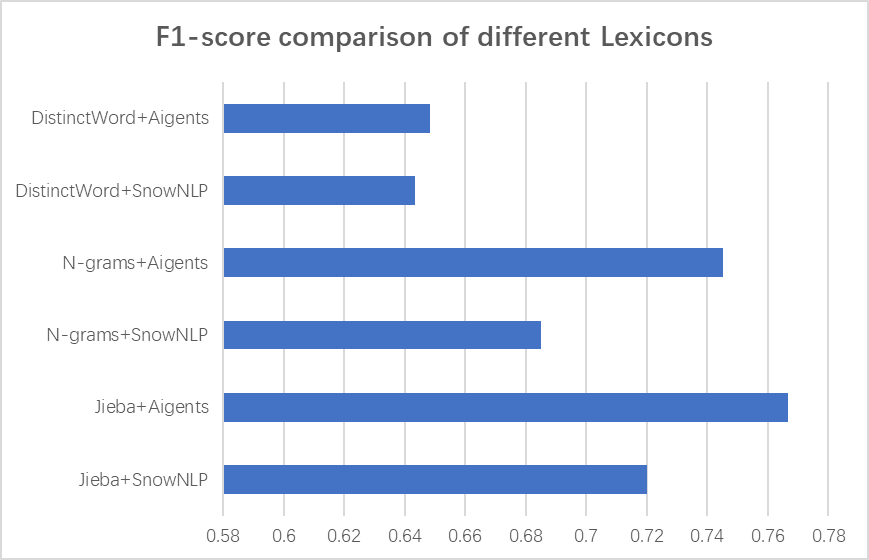 F1-score comparison of different Lexicons
DistinctWord+Aigents
DistinctWord+SnowNLP
N-grams+Aigents
N-grams+SnowNLP
Jieba+Aigents
Jieba+SnowNLP
0.58 0.6 0.62 0.64 0.66 0.68 0.7 0.72 0.74 0.76 0.78